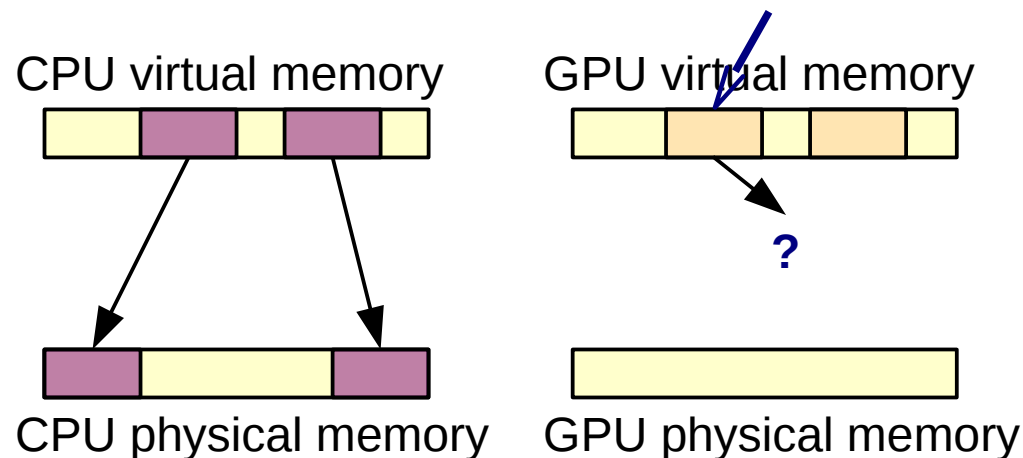 CPU virtual memory
GPU virtual memory
?
CPU physical memory
GPU physical memory